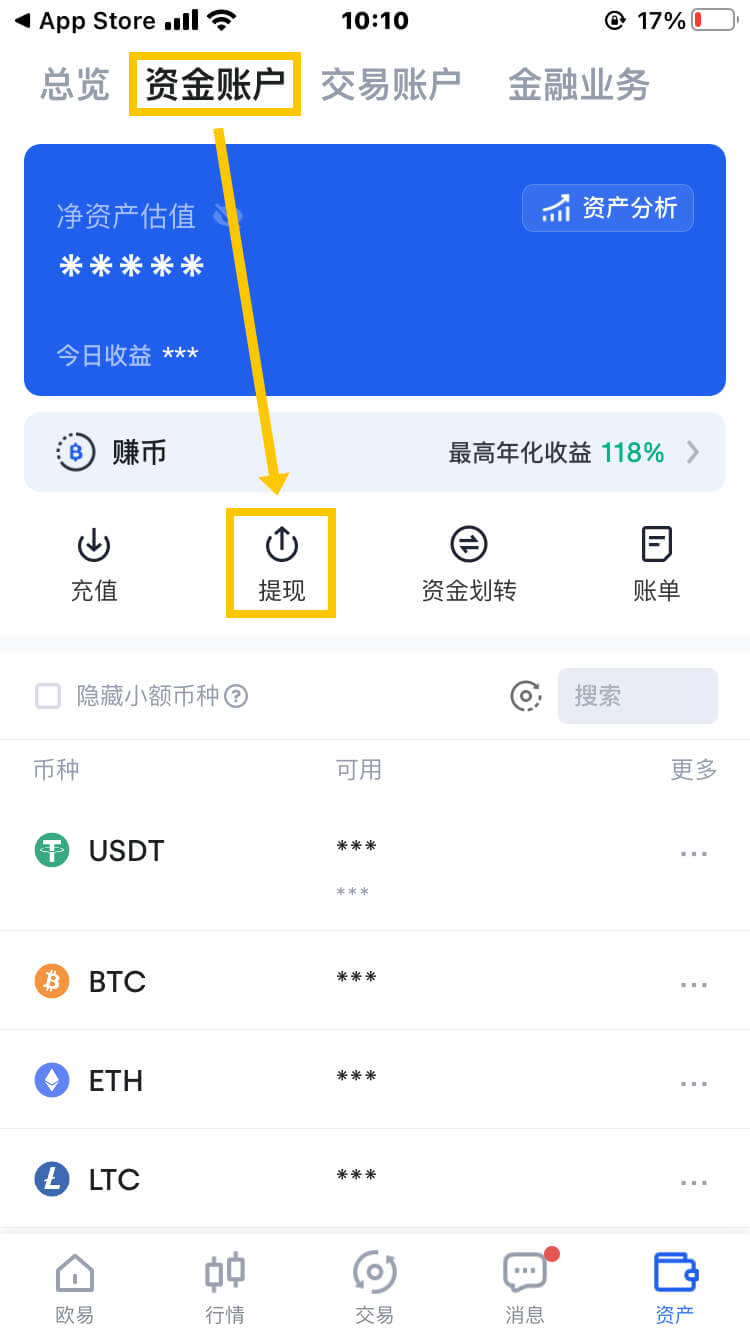 App Store 10:10 17%
总览 资金账户 交易账户 金融业务
净资产估值 资产分析
*****
今日收益 ***
赚币 最高年化收益 118%
充值 提现 资金划转 账单
隐藏小额币种 ? 搜索
币种 可用 更多
USDT *** ...
***
BTC *** ...
ETH *** ...
LTC *** ...
欧易 行情 交易 消息 资产